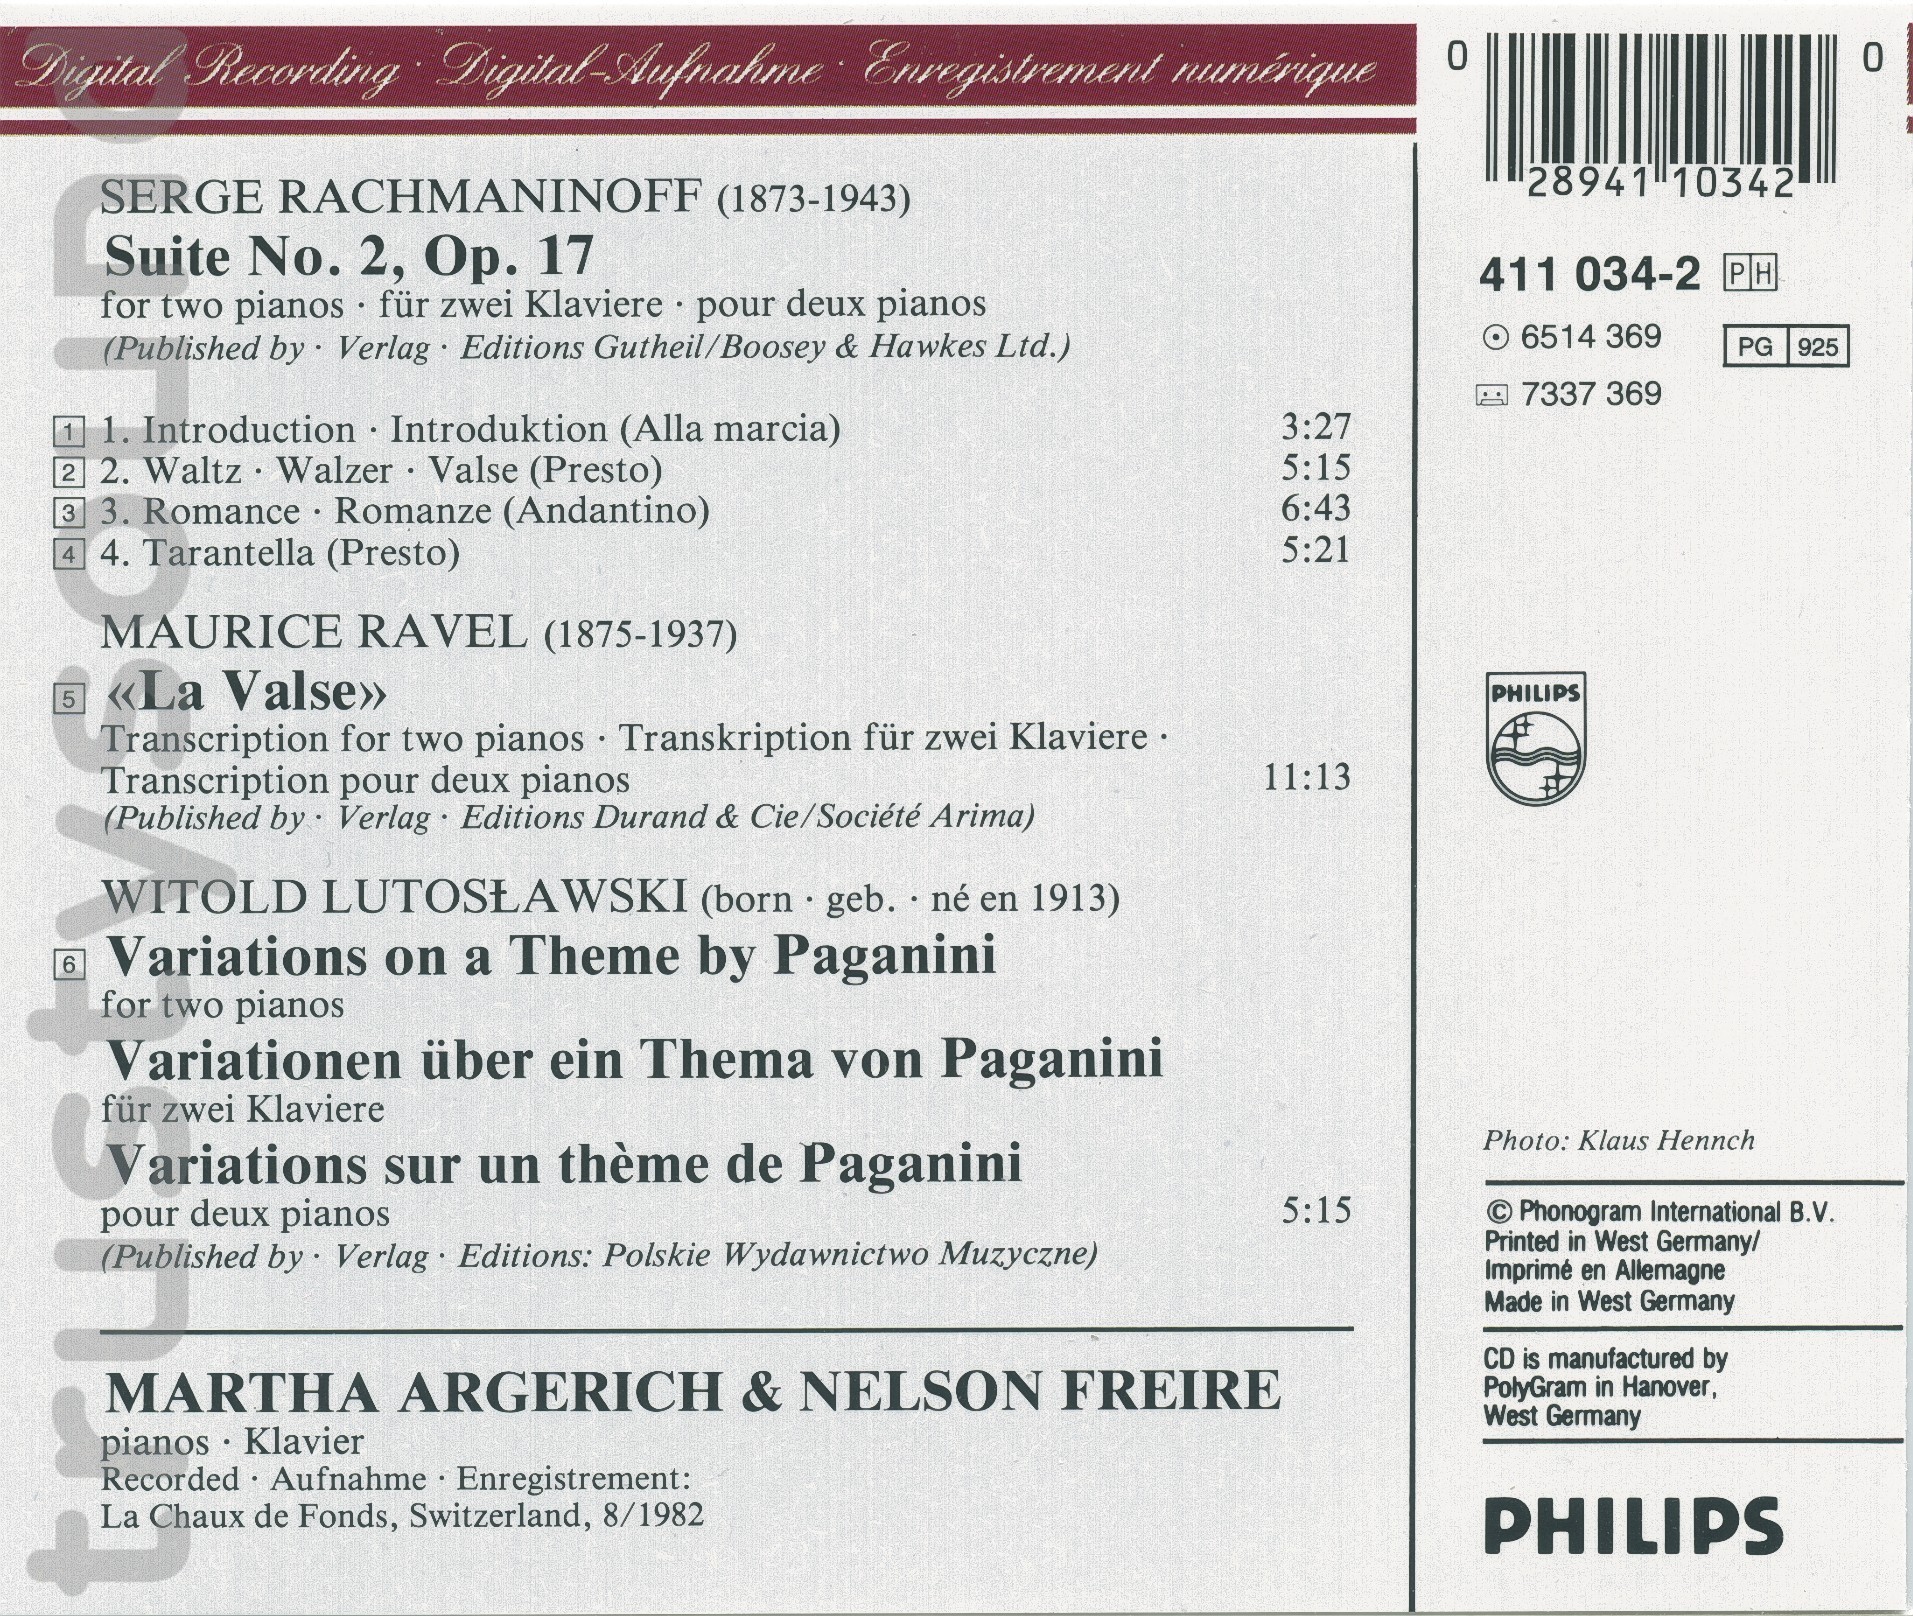 Digital Recording · Digital-Aufnahme · Enregistrement numérique
SERGE RACHMANINOFF (1873-1943)
Suite No. 2, Op. 17
for two pianos · für zwei Klaviere · pour deux pianos
(Published by · Verlag · Editions Gutheil/Boosey & Hawkes Ltd.)
1 1. Introduction · Introduktion (Alla marcia) 3:27
2 2. Waltz · Walzer · Valse (Presto) 5:15
3 3. Romance · Romanze (Andantino) 6:43
4 4. Tarantella (Presto) 5:21
MAURICE RAVEL (1875-1937)
5 «La Valse»
Transcription for two pianos · Transkription für zwei Klaviere ·
Transcription pour deux pianos 11:13
(Published by · Verlag · Editions Durand & Cie/Société Arima)
WITOLD LUTOSŁAWSKI (born · geb. · né en 1913)
6 Variations on a Theme by Paganini
for two pianos
Variationen über ein Thema von Paganini
für zwei Klaviere
Variations sur un thème de Paganini
pour deux pianos 5:15
(Published by · Verlag · Editions: Polskie Wydawnictwo Muzyczne)
MARTHA ARGERICH & NELSON FREIRE
pianos · Klavier
Recorded · Aufnahme · Enregistrement:
La Chaux de Fonds, Switzerland, 8/1982
0 28941 10342 0
411 034-2 PH
6514 369 PG 925
7337 369
PHILIPS
Photo: Klaus Hennch
© Phonogram International B.V.
Printed in West Germany/
Imprimé en Allemagne
Made in West Germany
CD is manufactured by
PolyGram in Hanover,
West Germany
PHILIPS
trustysound